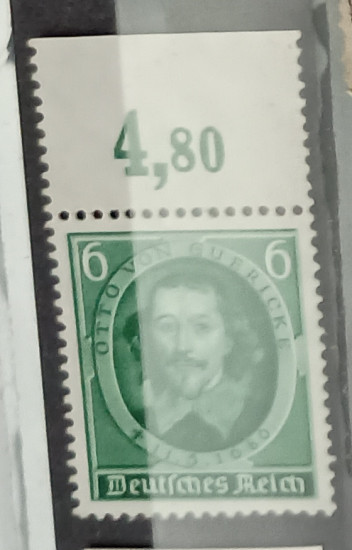 4,80
6 6
OTTO VON GUERICKE
Deutsches Reich